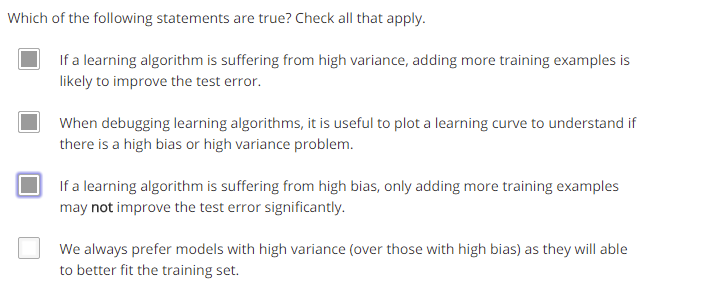 Which of the following statements are true? Check all that apply.
If a learning algorithm is suffering from high variance, adding more training examples is
likely to improve the test error.
When debugging learning algorithms, it is useful to plot a learning curve to understand if
there is a high bias or high variance problem.
If a learning algorithm is suffering from high bias, only adding more training examples
may not improve the test error significantly.
We always prefer models with high variance (over those with high bias) as they will able
to better fit the training set.